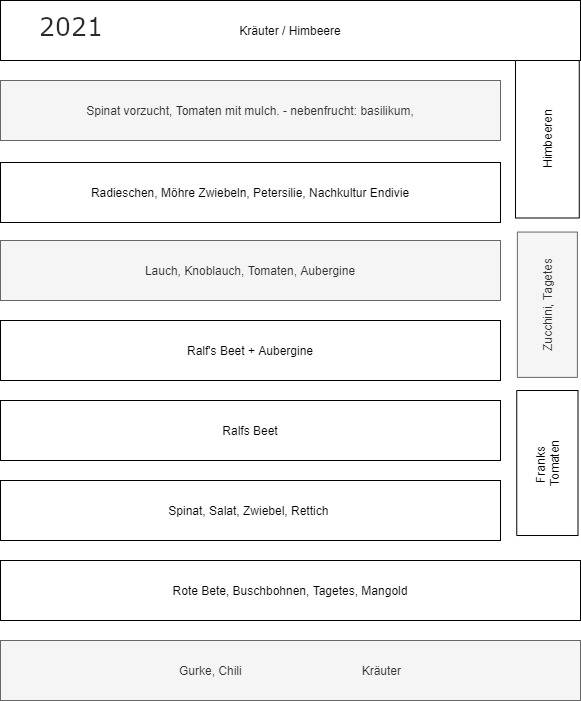 2021
Kräuter / Himbeere
Spinat vorzucht, Tomaten mit mulch. - nebenfrucht: basilikum,
Himbeeren
Radieschen, Möhre Zwiebeln, Petersilie, Nachkultur Endivie
Lauch, Knoblauch, Tomaten, Aubergine
Zucchini, Tagetes
Ralf's Beet + Aubergine
Ralfs Beet
Franks
Tomaten
Spinat, Salat, Zwiebel, Rettich
Rote Bete, Buschbohnen, Tagetes, Mangold
Gurke, Chili Kräuter